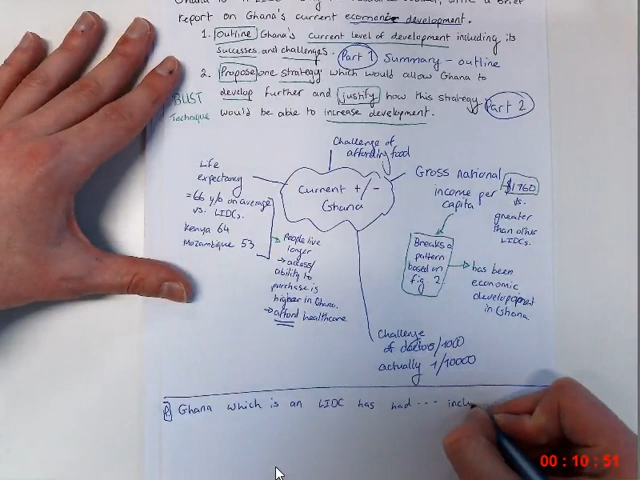 report on Ghana's current economic development.
1. Outline Ghana's current level of development including its
successes and challenges. Part 1 Summary - outline
2. Propose one strategy which would allow Ghana to
develop further and justify how this strategy Part 2
would be able to increase development.
BUST
Technique
Challenge of
affording food
Life
expectancy
= 66 y/o on average
vs. LIDCs.
Kenya 64
Mozambique 53
People live
longer
→ access/
ability to
purchase is
higher in Ghana.
→ afford healthcare
Current +/-
Ghana
Gross national
income per
capita
$1760
vs.
greater
than other
LIDCs.
Breaks a
pattern
based on
fig 2
has been
economic
development
in Ghana
Challenge
of doctors/1000
actually 1/10000
Ghana which is an LIDC has had --- inclu
00:10:51